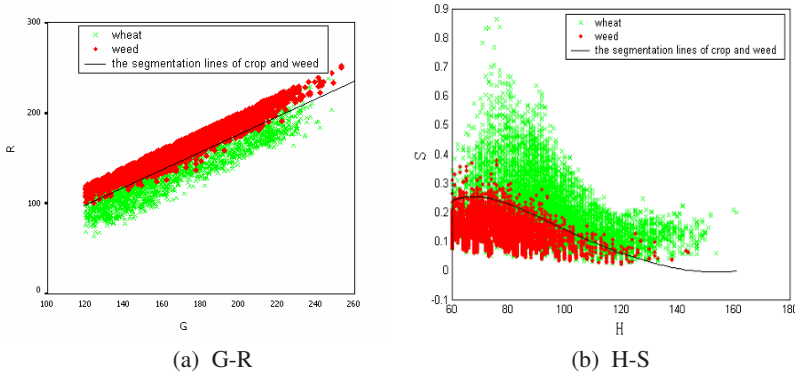 300
200
100
0
100
120
140
160
180
200
220
240
260
R
G
wheat
weed
the segmentation lines of crop and weed
(a) G-R
0.9
0.8
0.7
0.6
0.5
0.4
0.3
0.2
0.1
0
-0.1
60
80
100
120
140
160
180
S
H
wheat
weed
the segmentation lines of crop and weed
(b) H-S